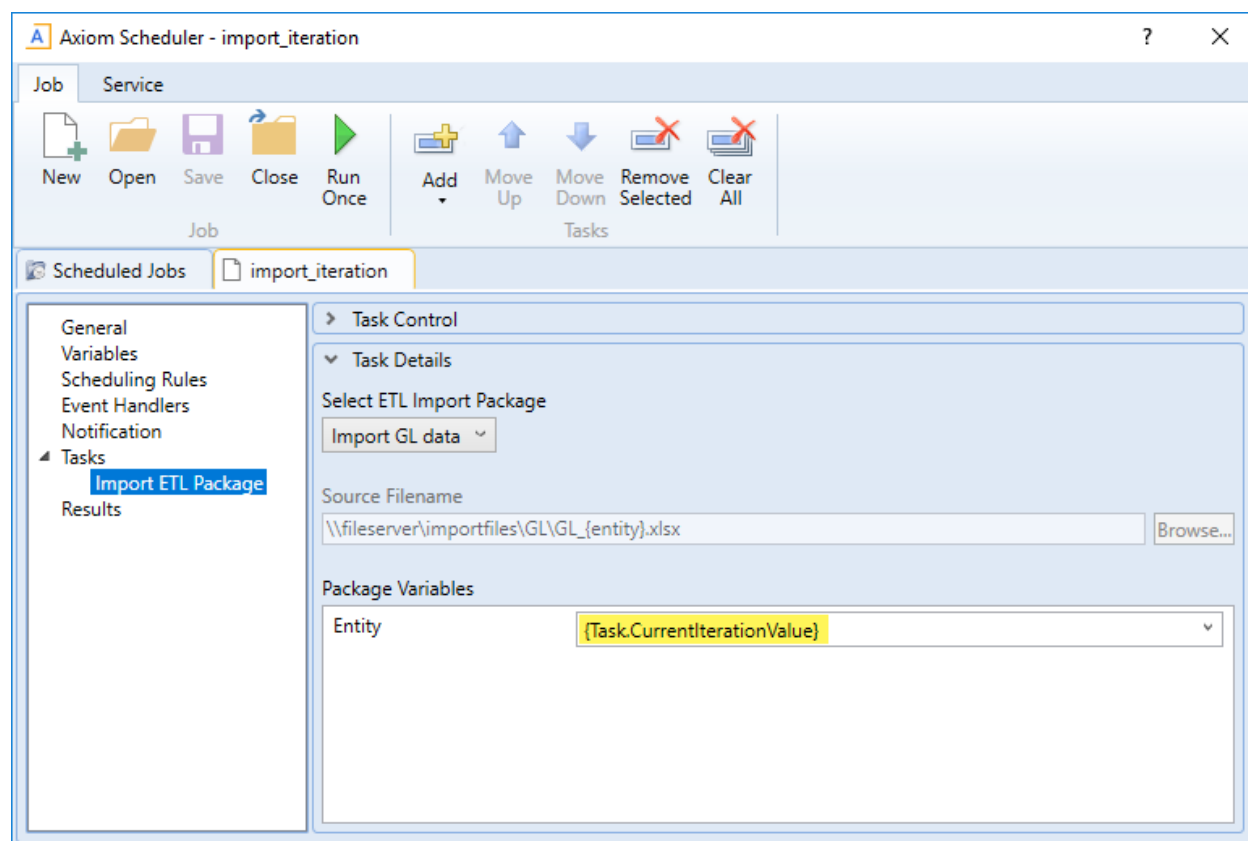 A Axiom Scheduler - import_iteration ? ×
Job Service
New Open Save Close Run Once Add Move Up Move Down Remove Selected Clear All
Job Tasks
Scheduled Jobs import_iteration
General
Variables
Scheduling Rules
Event Handlers
Notification
Tasks
Import ETL Package
Results
Task Control
Task Details
Select ETL Import Package
Import GL data
Source Filename
\\fileserver\importfiles\GL\GL_{entity}.xlsx Browse...
Package Variables
Entity {Task.CurrentIterationValue}